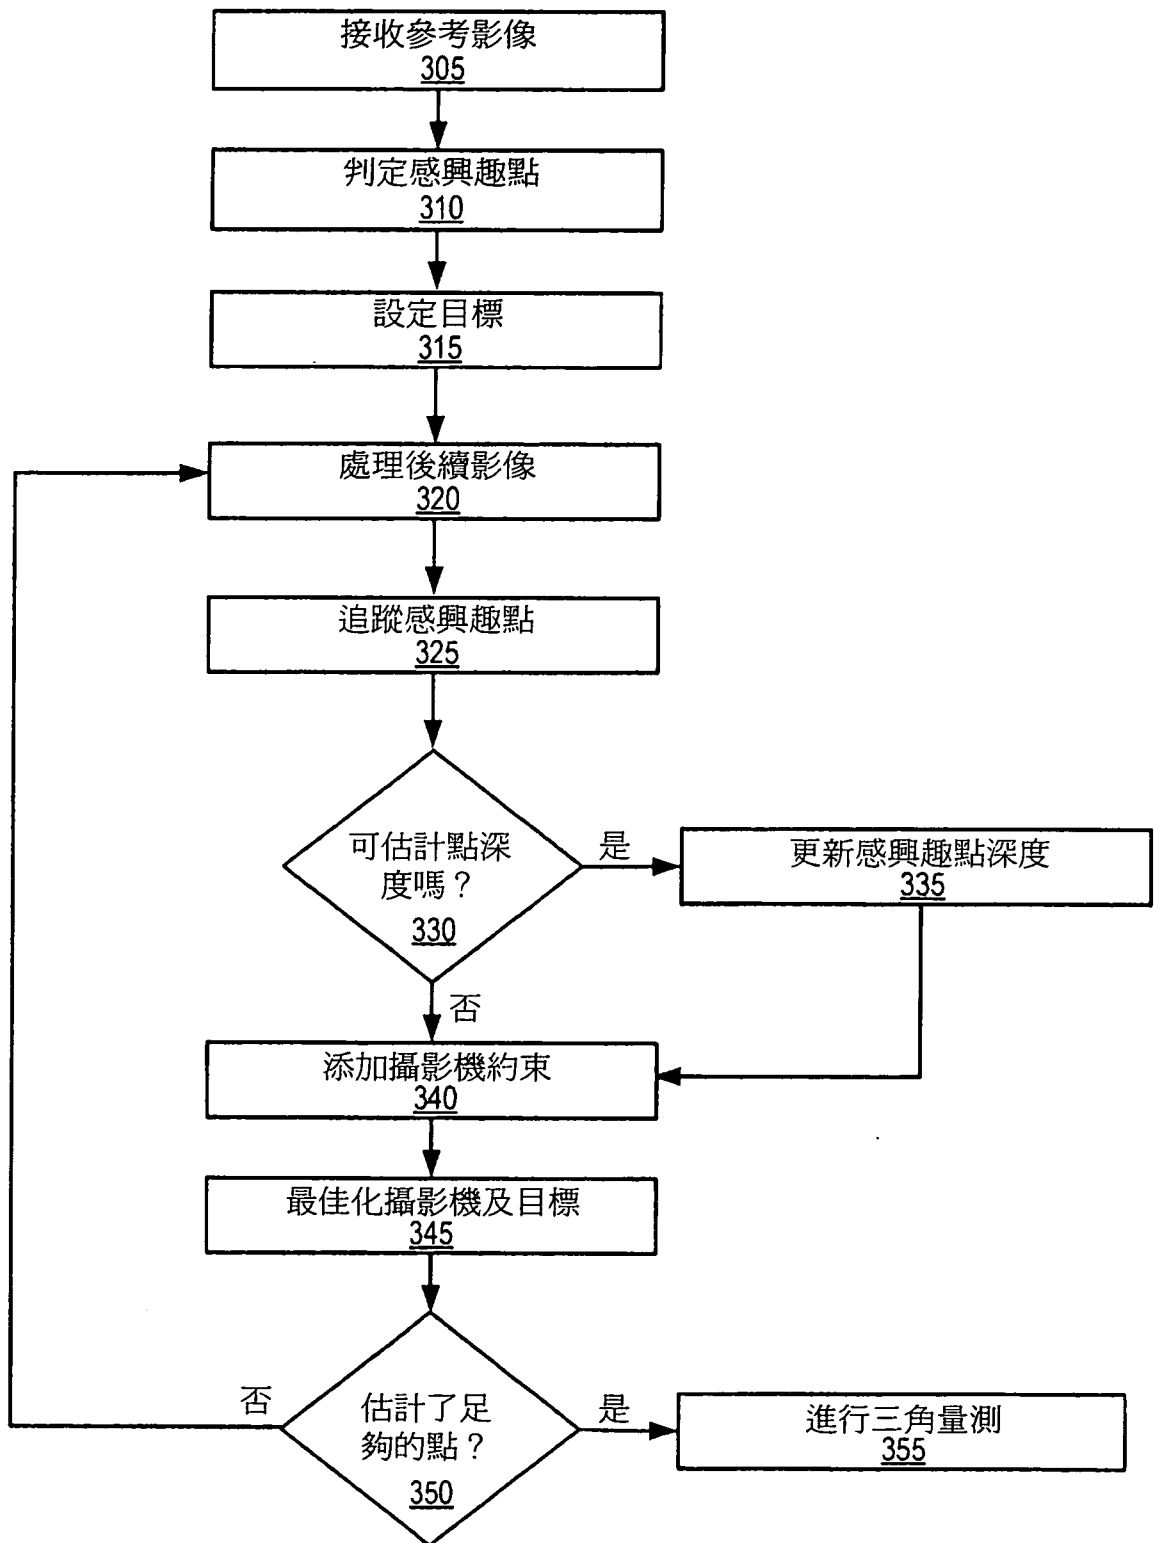 接收參考影像
305
判定感興趣點
310
設定目標
315
處理後續影像
320
追蹤感興趣點
325
可估計點深
度嗎？
330
是
更新感興趣點深度
335
否
添加攝影機約束
340
最佳化攝影機及目標
345
否
估計了足
夠的點？
350
是
進行三角量測
355